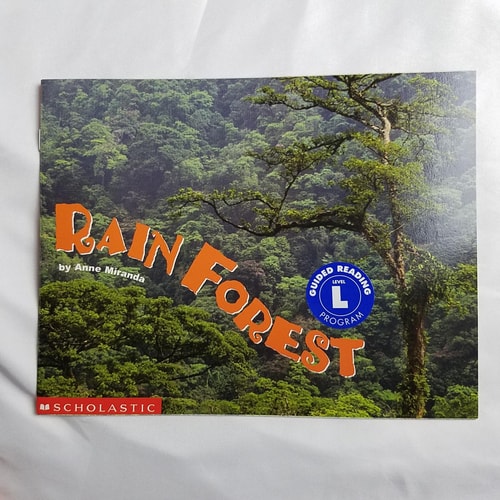 RAIN FOREST
by Anne Miranda
GUIDED READING
LEVEL
L
PROGRAM
SCHOLASTIC